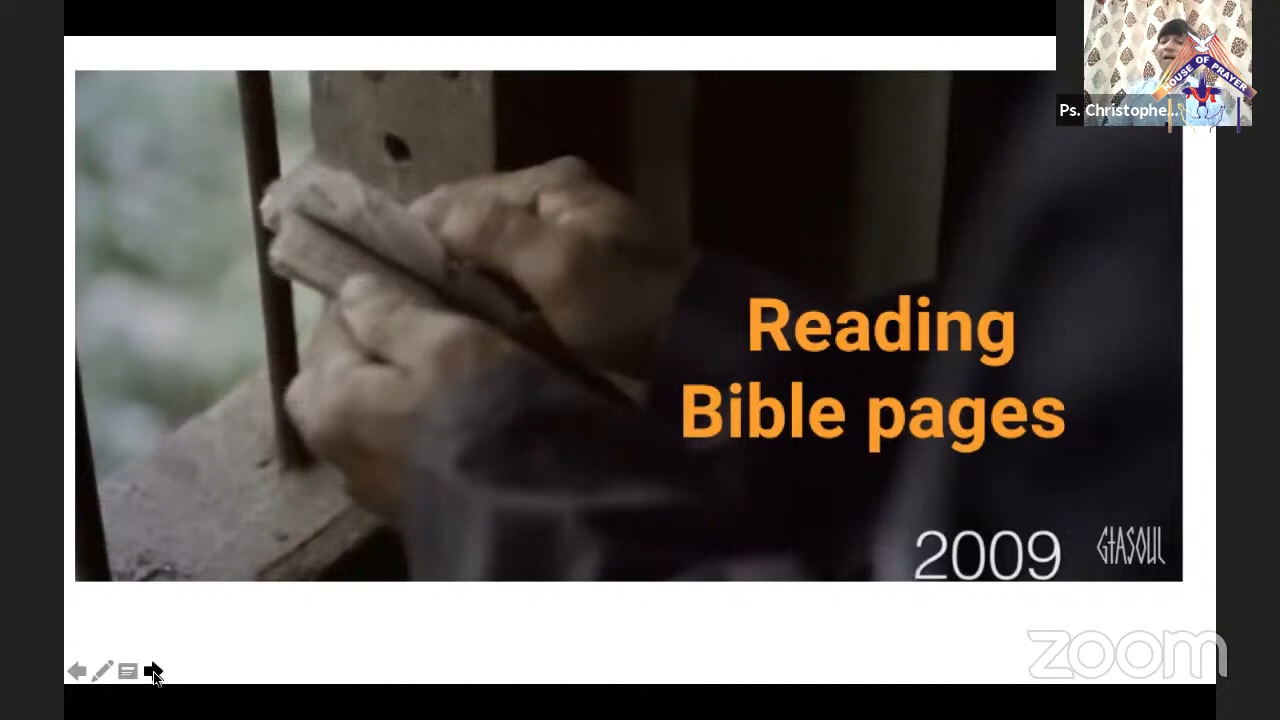 HOUSE OF PRAYER
Ps. Christophe...
Reading
Bible pages
2009
GTASOUL
zoom